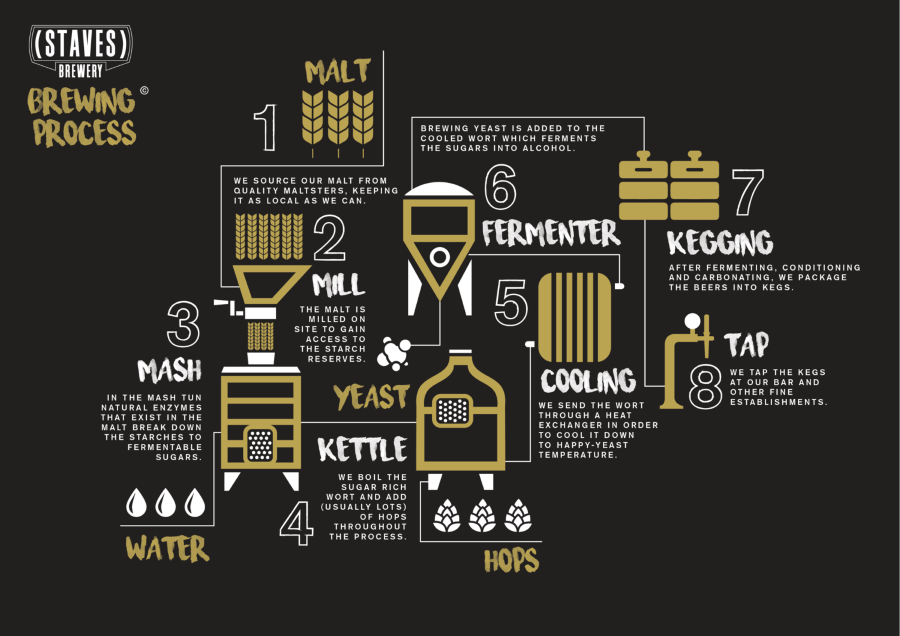 (STAVES)
BREWERY
BREWING ©
PROCESS
1
MALT
WE SOURCE OUR MALT FROM
QUALITY MALTSTERS, KEEPING
IT AS LOCAL AS WE CAN.
2
MILL
THE MALT IS
MILLED ON
SITE TO GAIN
ACCESS TO
THE STARCH
RESERVES.
3
MASH
IN THE MASH TUN
NATURAL ENZYMES
THAT EXIST IN THE
MALT BREAK DOWN
THE STARCHES TO
FERMENTABLE
SUGARS.
WATER
4
KETTLE
WE BOIL THE
SUGAR RICH
WORT AND ADD
(USUALLY LOTS)
OF HOPS
THROUGHOUT
THE PROCESS.
HOPS
5
COOLING
WE SEND THE WORT
THROUGH A HEAT
EXCHANGER IN ORDER
TO COOL IT DOWN
TO HAPPY-YEAST
TEMPERATURE.
YEAST
BREWING YEAST IS ADDED TO THE
COOLED WORT WHICH FERMENTS
THE SUGARS INTO ALCOHOL.
6
FERMENTER
7
KEGGING
AFTER FERMENTING, CONDITIONING
AND CARBONATING, WE PACKAGE
THE BEERS INTO KEGS.
8
TAP
WE TAP THE KEGS
AT OUR BAR AND
OTHER FINE
ESTABLISHMENTS.